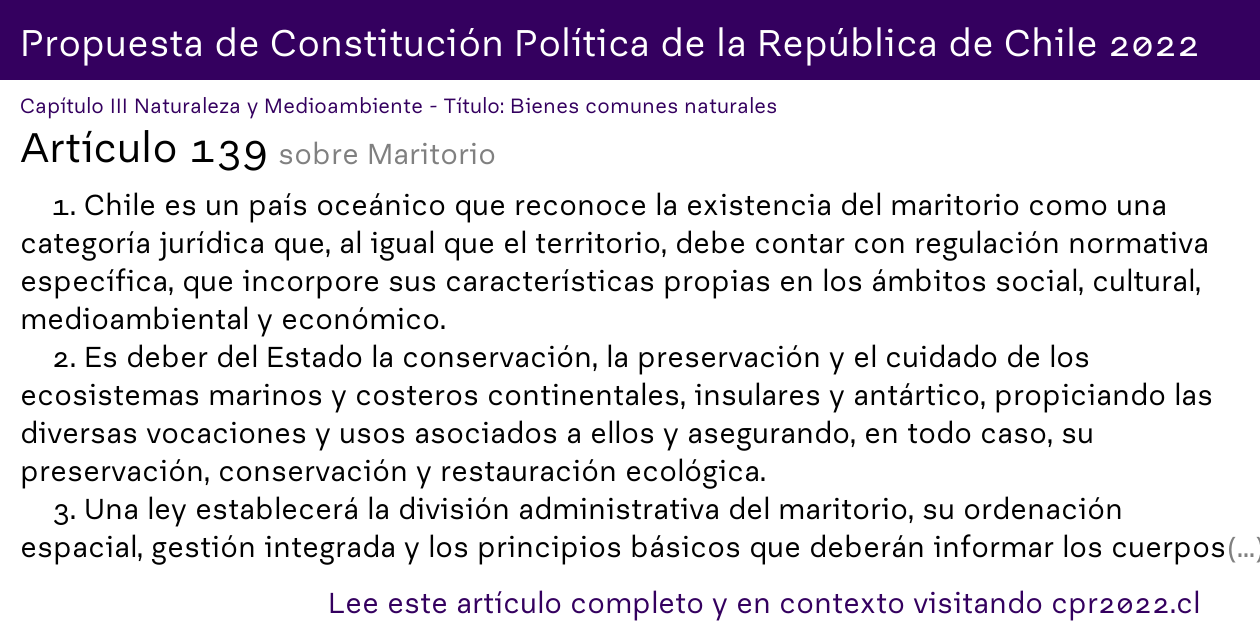 Propuesta de Constitución Política de la República de Chile 2022
Capítulo III Naturaleza y Medioambiente - Título: Bienes comunes naturales
Artículo 139 sobre Maritorio
1. Chile es un país oceánico que reconoce la existencia del maritorio como una
categoría jurídica que, al igual que el territorio, debe contar con regulación normativa
específica, que incorpore sus características propias en los ámbitos social, cultural,
medioambiental y económico.
2. Es deber del Estado la conservación, la preservación y el cuidado de los
ecosistemas marinos y costeros continentales, insulares y antártico, propiciando las
diversas vocaciones y usos asociados a ellos y asegurando, en todo caso, su
preservación, conservación y restauración ecológica.
3. Una ley establecerá la división administrativa del maritorio, su ordenación
espacial, gestión integrada y los principios básicos que deberán informar los cuerpos(...)
Lee este artículo completo y en contexto visitando cpr2022.cl